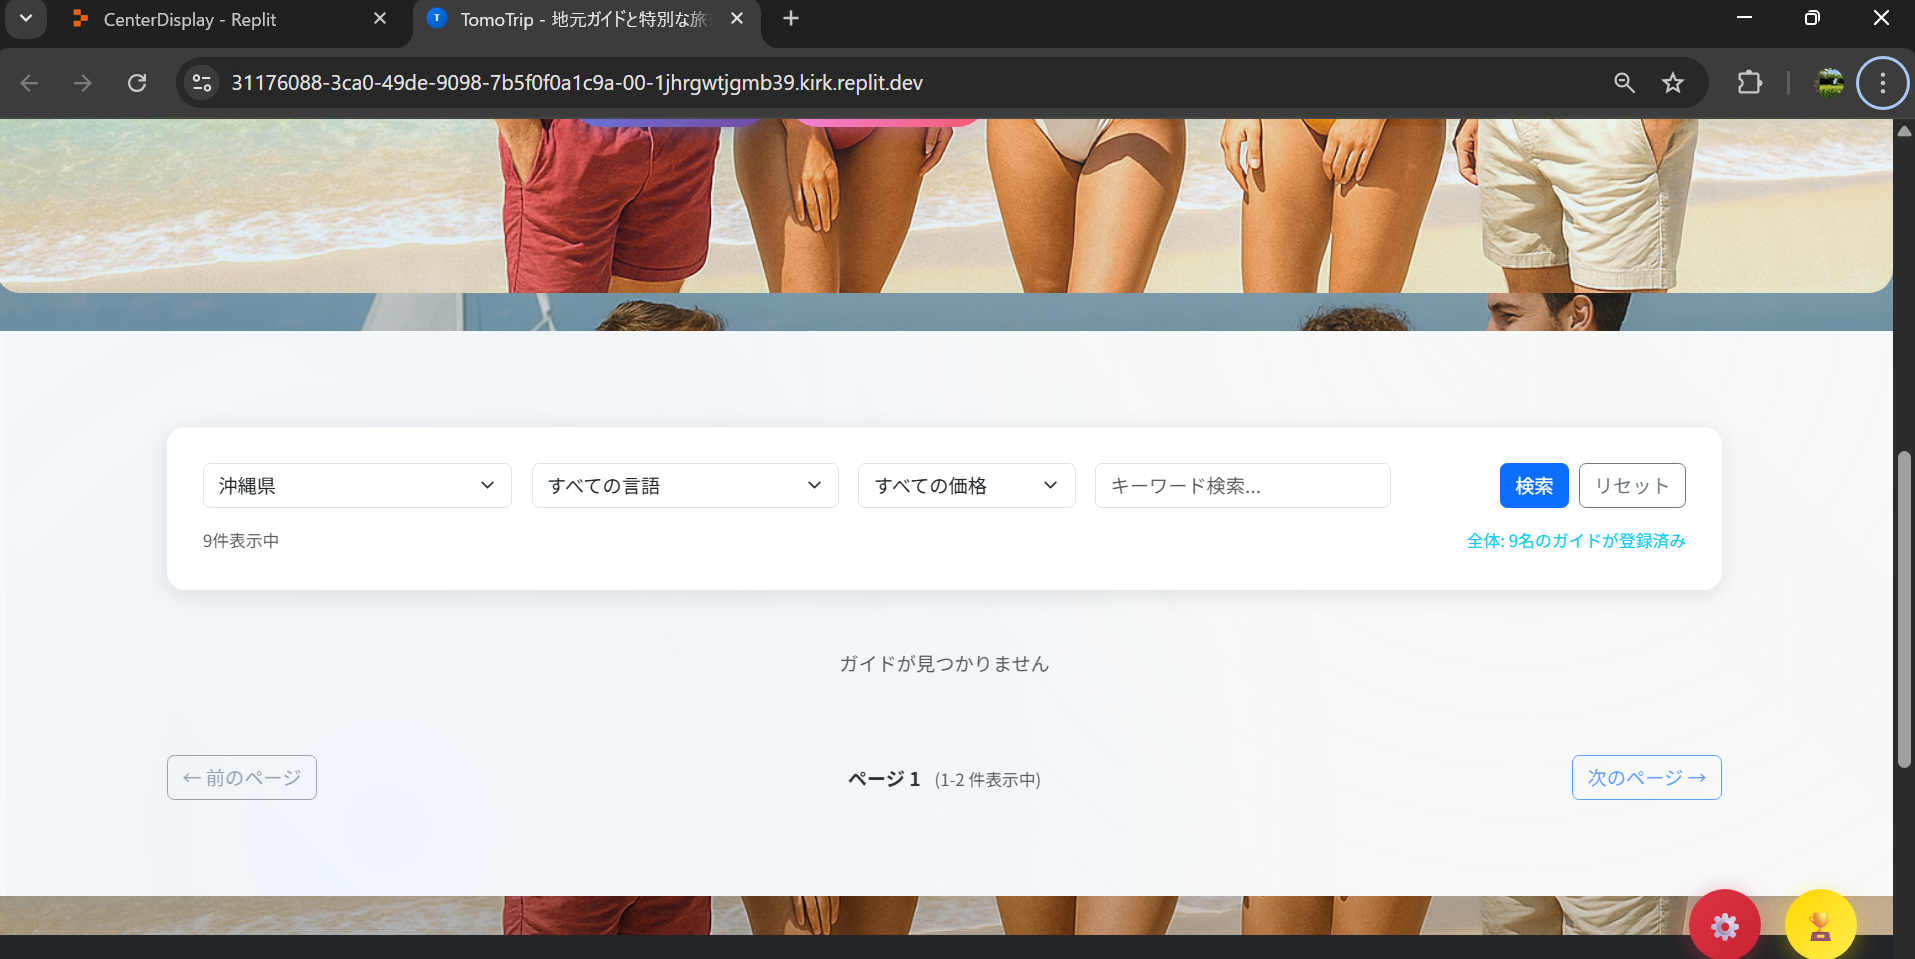 CenterDisplay - Replit
TomoTrip - 地元ガイドと特別な旅
31176088-3ca0-49de-9098-7b5f0f0a1c9a-00-1jhrgwtjgmb39.kirk.replit.dev
沖縄県
すべての言語
すべての価格
キーワード検索...
検索
リセット
9件表示中
全体: 9名のガイドが登録済み
ガイドが見つかりません
← 前のページ
ページ 1 (1-2 件表示中)
次のページ →